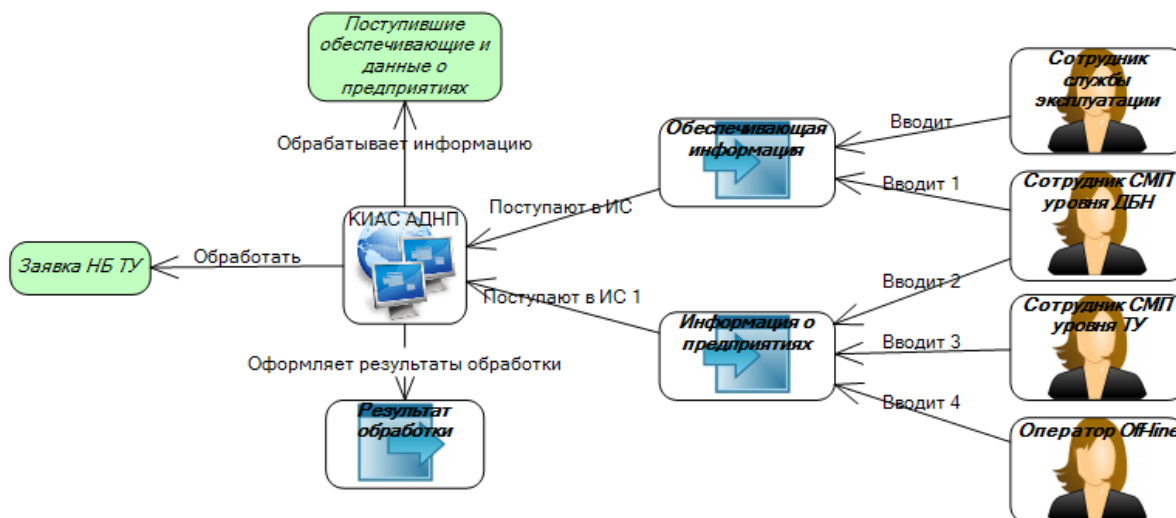 Поступившие
обеспечивающие и
данные о
предприятиях
Сотрудник
службы
эксплуатации
Вводит
Обрабатывает информацию
Обеспечивающая
информация
Вводит 1
Сотрудник СМП
уровня ДБН
Поступают в ИС
КИАС АДНП
Заявка НБ ТУ
Обработать
Вводит 2
Поступают в ИС 1
Сотрудник СМП
уровня ТУ
Информация о
предприятиях
Вводит 3
Оформляет результаты обработки
Вводит 4
Результат
обработки
Оператор Off-line